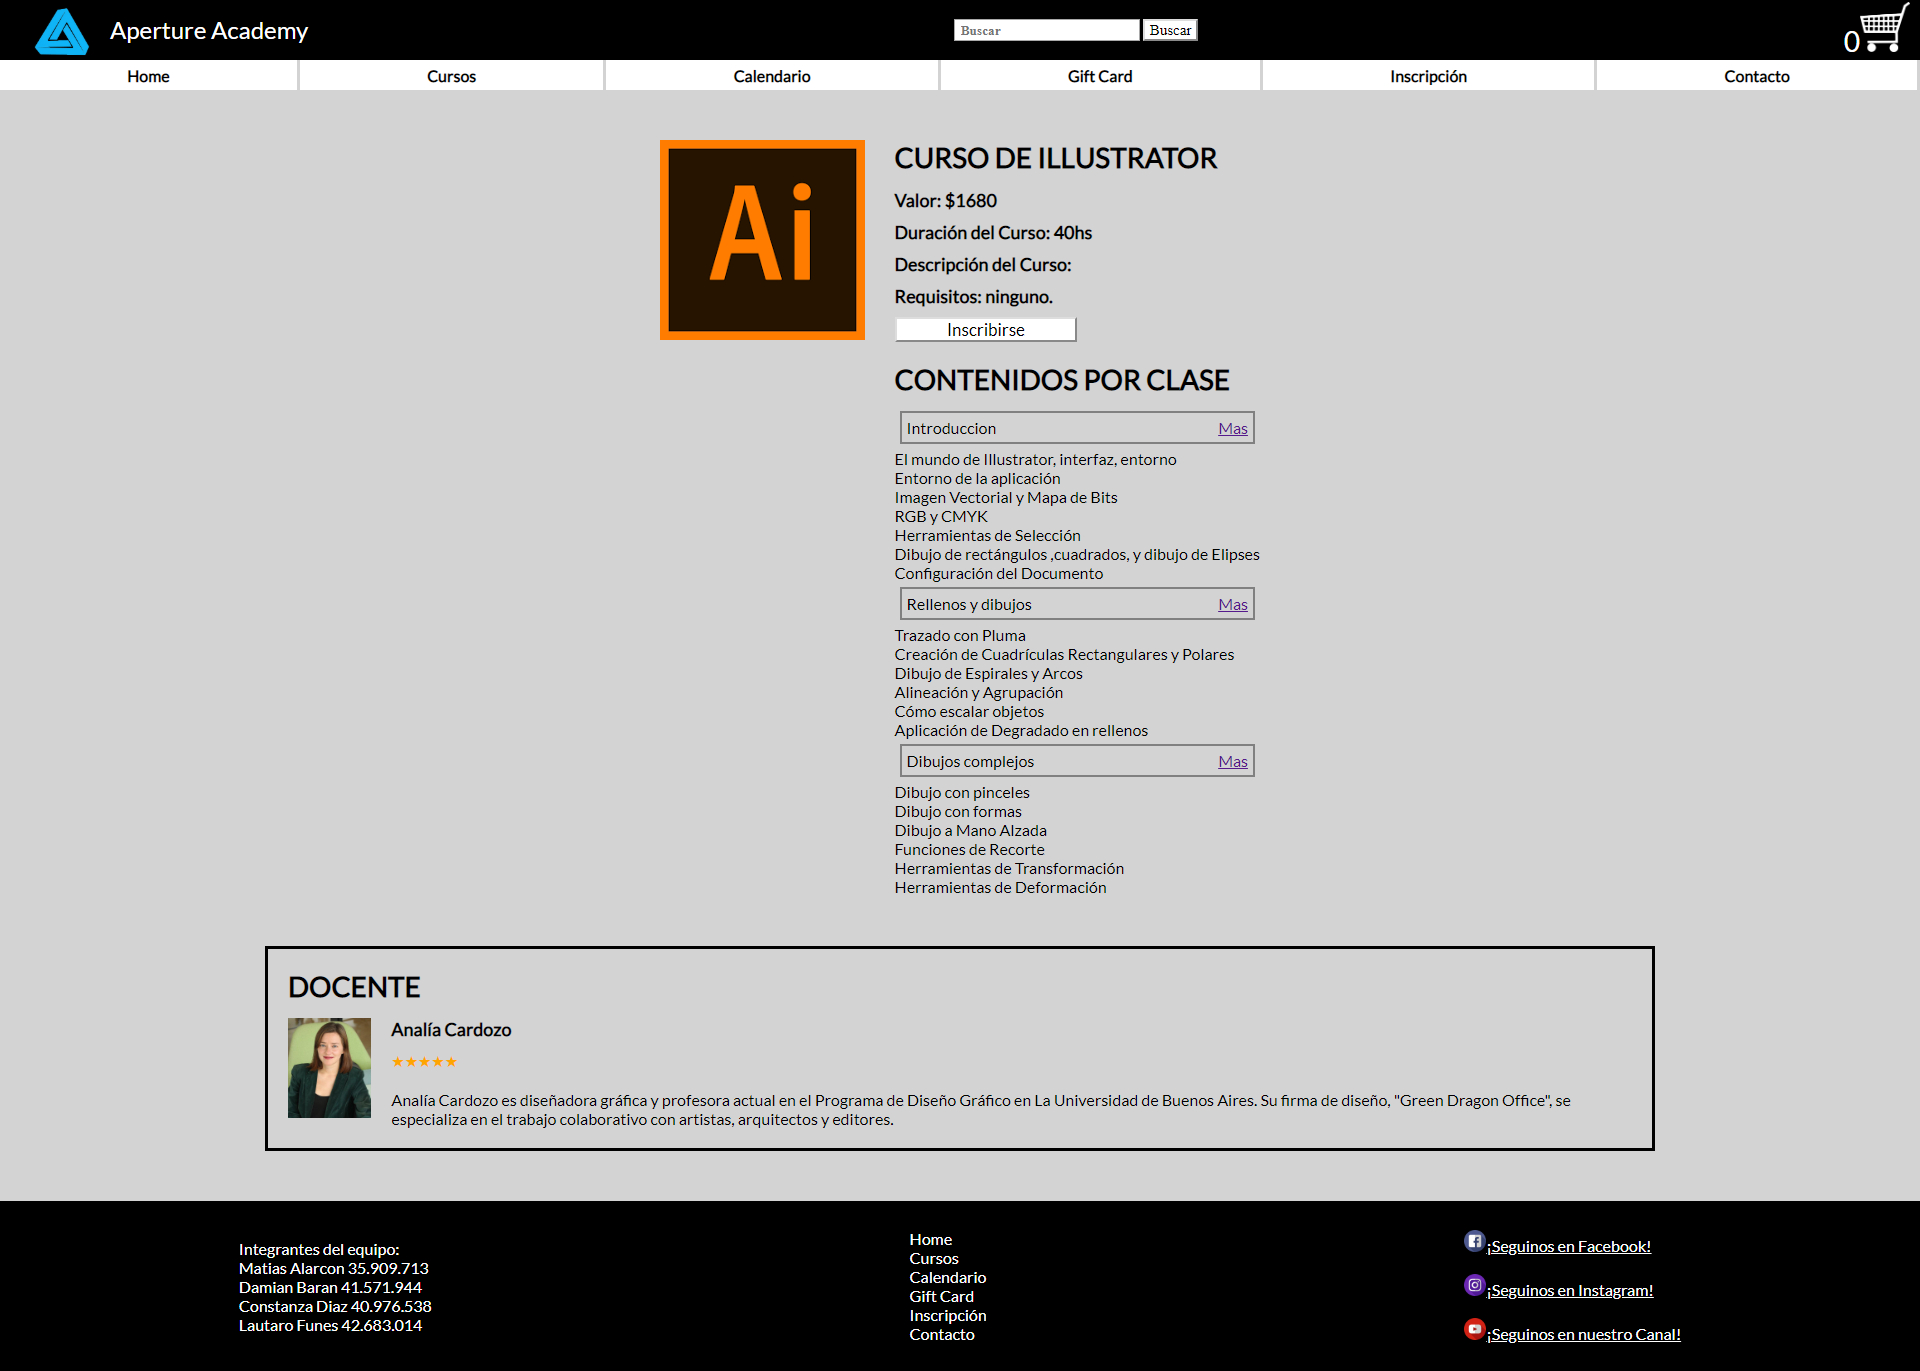 Aperture Academy
Buscar
Buscar
0
Home
Cursos
Calendario
Gift Card
Inscripción
Contacto
Ai
CURSO DE ILLUSTRATOR
Valor: $1680
Duración del Curso: 40hs
Descripción del Curso:
Requisitos: ninguno.
Inscribirse
CONTENIDOS POR CLASE
Introduccion
Mas
El mundo de Illustrator, interfaz, entorno
Entorno de la aplicación
Imagen Vectorial y Mapa de Bits
RGB y CMYK
Herramientas de Selección
Dibujo de rectángulos ,cuadrados, y dibujo de Elipses
Configuración del Documento
Rellenos y dibujos
Mas
Trazado con Pluma
Creación de Cuadrículas Rectangulares y Polares
Dibujo de Espirales y Arcos
Alineación y Agrupación
Cómo escalar objetos
Aplicación de Degradado en rellenos
Dibujos complejos
Mas
Dibujo con pinceles
Dibujo con formas
Dibujo a Mano Alzada
Funciones de Recorte
Herramientas de Transformación
Herramientas de Deformación
DOCENTE
Analía Cardozo
★★★★★
Analía Cardozo es diseñadora gráfica y profesora actual en el Programa de Diseño Gráfico en La Universidad de Buenos Aires. Su firma de diseño, "Green Dragon Office", se
especializa en el trabajo colaborativo con artistas, arquitectos y editores.
Integrantes del equipo:
Matias Alarcon 35.909.713
Damian Baran 41.571.944
Constanza Diaz 40.976.538
Lautaro Funes 42.683.014
Home
Cursos
Calendario
Gift Card
Inscripción
Contacto
¡Seguinos en Facebook!
¡Seguinos en Instagram!
¡Seguinos en nuestro Canal!